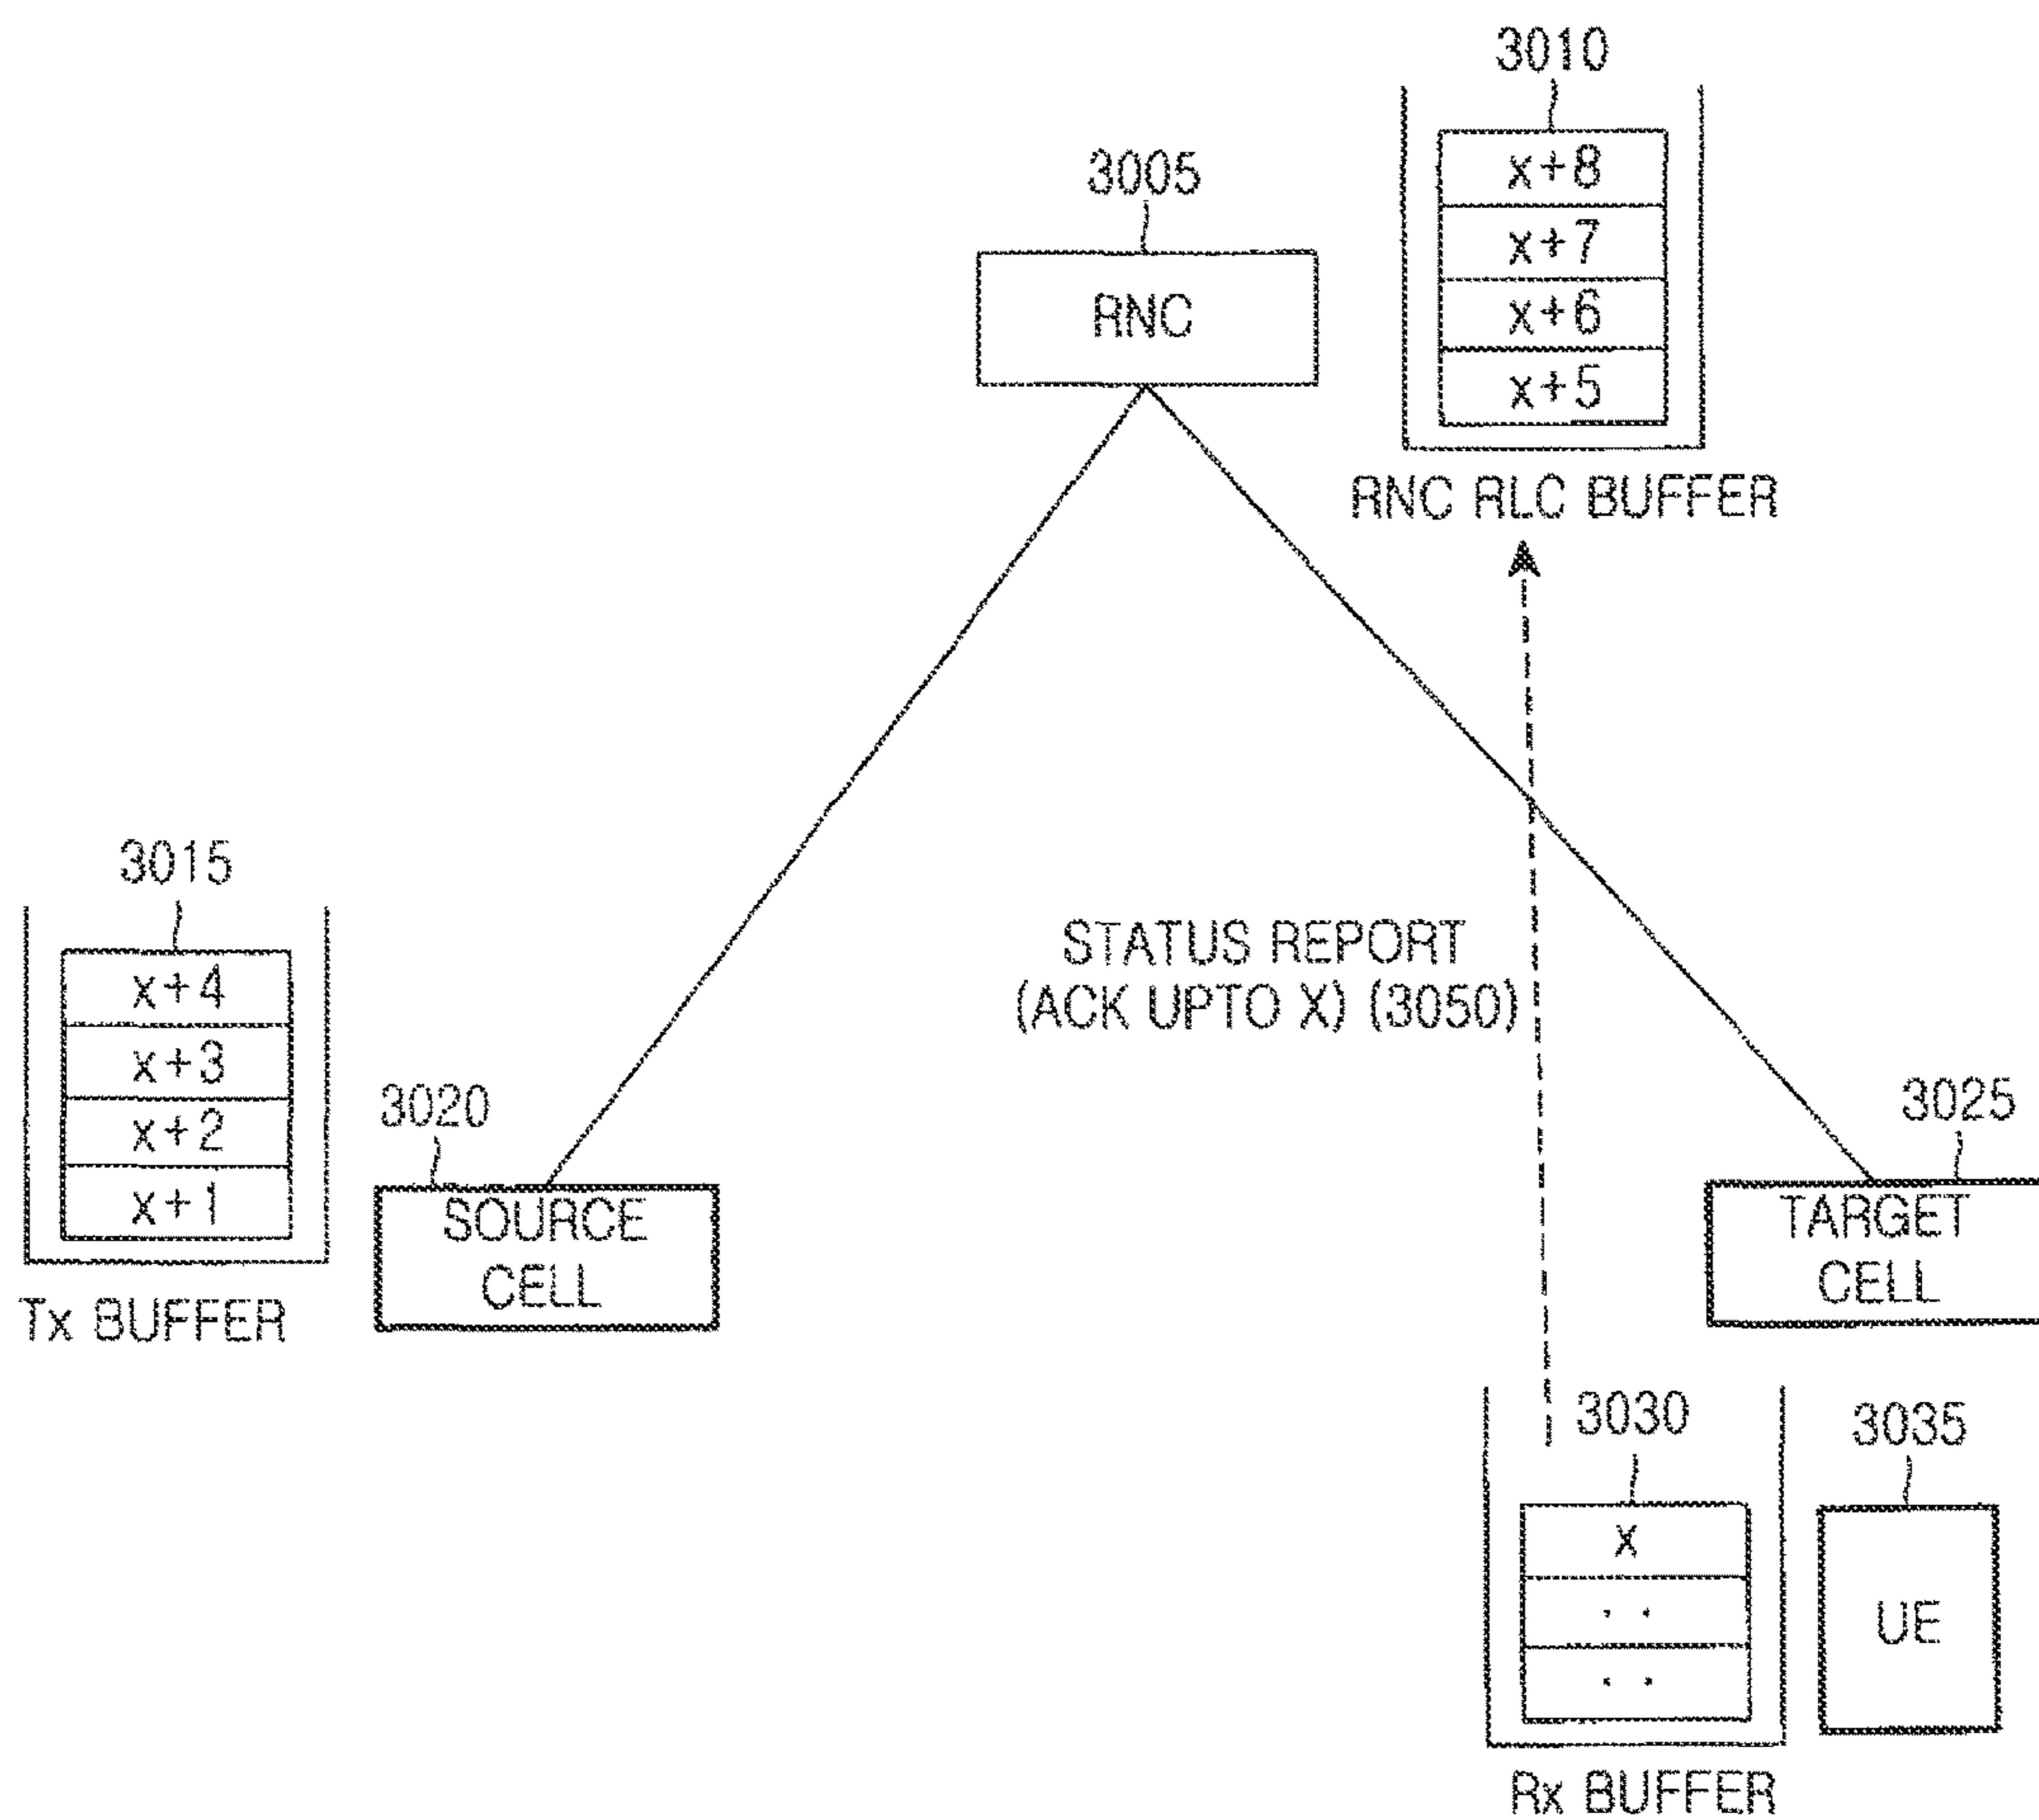 3010
x+8
x+7
x+6
x+5
RNC RLC BUFFER
3005
RNC
STATUS REPORT
(ACK UPTO X) (3050)
3015
x+4
x+3
x+2
x+1
Tx BUFFER
3020
SOURCE
CELL
3025
TARGET
CELL
3030
x
. .
. .
Rx BUFFER
3035
UE